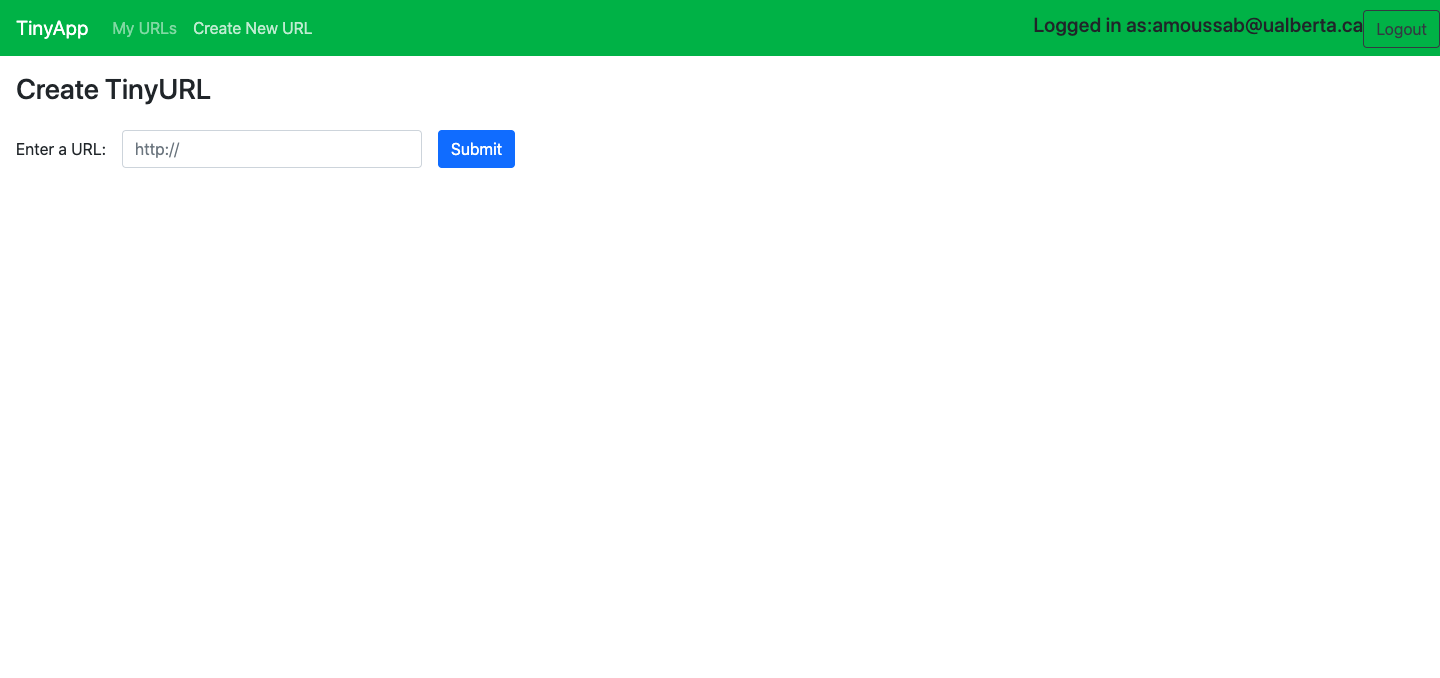 TinyApp My URLs Create New URL Logged in as:amoussab@ualberta.ca Logout
Create TinyURL
Enter a URL: http:// Submit